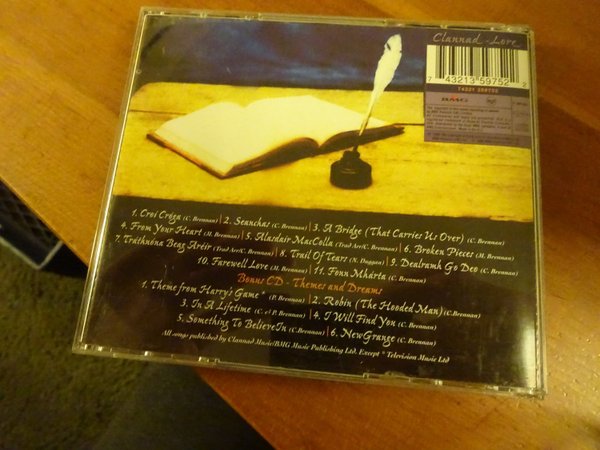 Clannad - Lore
7 43213 59752 2
74321 359752
BMG
1. Croí Cróga (C. Brennan) | 2. Seanchas (C. Brennan) | 3. A Bridge (That Carries Us Over) (C. Brennan)
4. From Your Heart (M. Brennan) | 5. Alasdair MacColla (Trad Arr/C. Brennan) | 6. Broken Pieces (M. Brennan)
7. Trathnóna Beag Aréir (Trad Arr/C. Brennan) | 8. Trail Of Tears (N. Duggan) | 9. Dealramh Go Deo (C. Brennan)
10. Farewell Love (M. Brennan) | 11. Fonn Mhárta (C. Brennan)
Bonus CD - Themes and Dreams
1. Theme from Harry's Game * (P. Brennan) | 2. Robin (The Hooded Man) (C. Brennan)
3. In A Lifetime (C. & P. Brennan) | 4. I Will Find You (C. Brennan)
5. Something To Believe In (C. Brennan) | 6. NewGrange (C. Brennan)
All songs published by Clannad Music/BMG Music Publishing Ltd. Except * Television Music Ltd